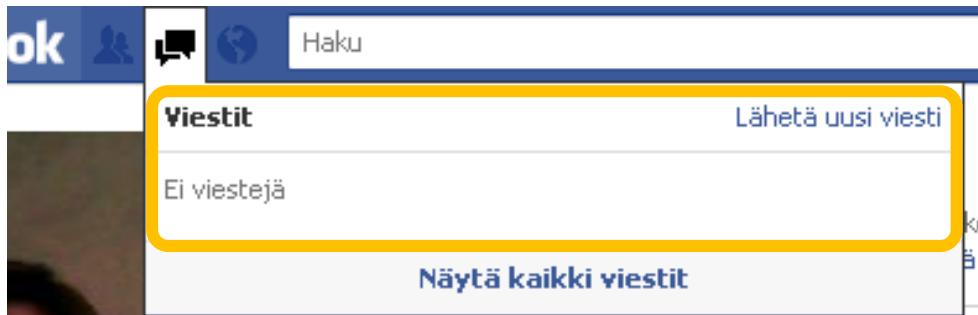 ok
Haku
Viestit Lähetä uusi viesti
Ei viestejä
Näytä kaikki viestit